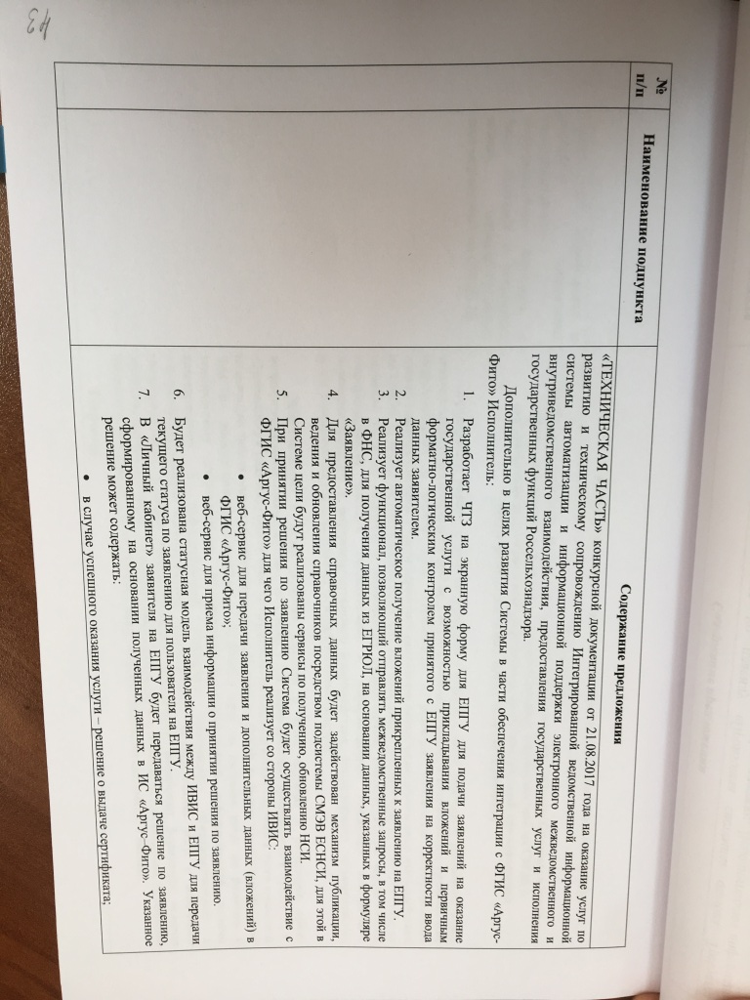 № п/п
Наименование подпункта
Содержание предложения
«ТЕХНИЧЕСКАЯ ЧАСТЬ» конкурсной документации от 21.08.2017 года на оказание услуг по
развитию и техническому сопровождению Интегрированной ведомственной информационной
системы автоматизации и информационной поддержки электронного межведомственного и
внутриведомственного взаимодействия, предоставления государственных услуг и исполнения
государственных функций Россельхознадзора.
Дополнительно в целях развития Системы в части обеспечения интеграции с ФГИС «Аргус-
Фито» Исполнитель:
1. Разработает ЧТЗ на экранную форму для ЕПГУ для подачи заявлений на оказание
государственной услуги с возможностью прикладывания вложений и первичным
форматно-логическим контролем принятого с ЕПГУ заявления на корректности ввода
данных заявителем.
2. Реализует автоматическое получение вложений прикрепленных к заявлению на ЕПГУ.
3. Реализует функционал, позволяющий отправлять межведомственные запросы, в том числе
в ФНС, для получения данных из ЕГРЮЛ, на основании данных, указанных в формуляре
«Заявление».
4. Для предоставления справочных данных будет задействован механизм публикации,
ведения и обновления справочников посредством подсистемы СМЭВ ЕСНСИ, для этой в
Системе цели будут реализованы сервисы по получению, обновлению НСИ.
5. При принятии решения по заявлению Система будет осуществлять взаимодействие с
ФГИС «Аргус-Фито» для чего Исполнитель реализует со стороны ИВИС:
• веб-сервис для передачи заявления и дополнительных данных (вложений) в
ФГИС «Аргус-Фито»;
• веб-сервис для приема информации о принятии решения по заявлению.
6. Будет реализована статусная модель взаимодействия между ИВИС и ЕПГУ для передачи
текущего статуса по заявлению для пользователя на ЕПГУ.
7. В «Личный кабинет» заявителя на ЕПГУ будет передаваться решение по заявлению,
сформированному на основании полученных данных в ИС «Аргус-Фито». Указанное
решение может содержать:
• в случае успешного оказания услуги – решение о выдаче сертификата;
43